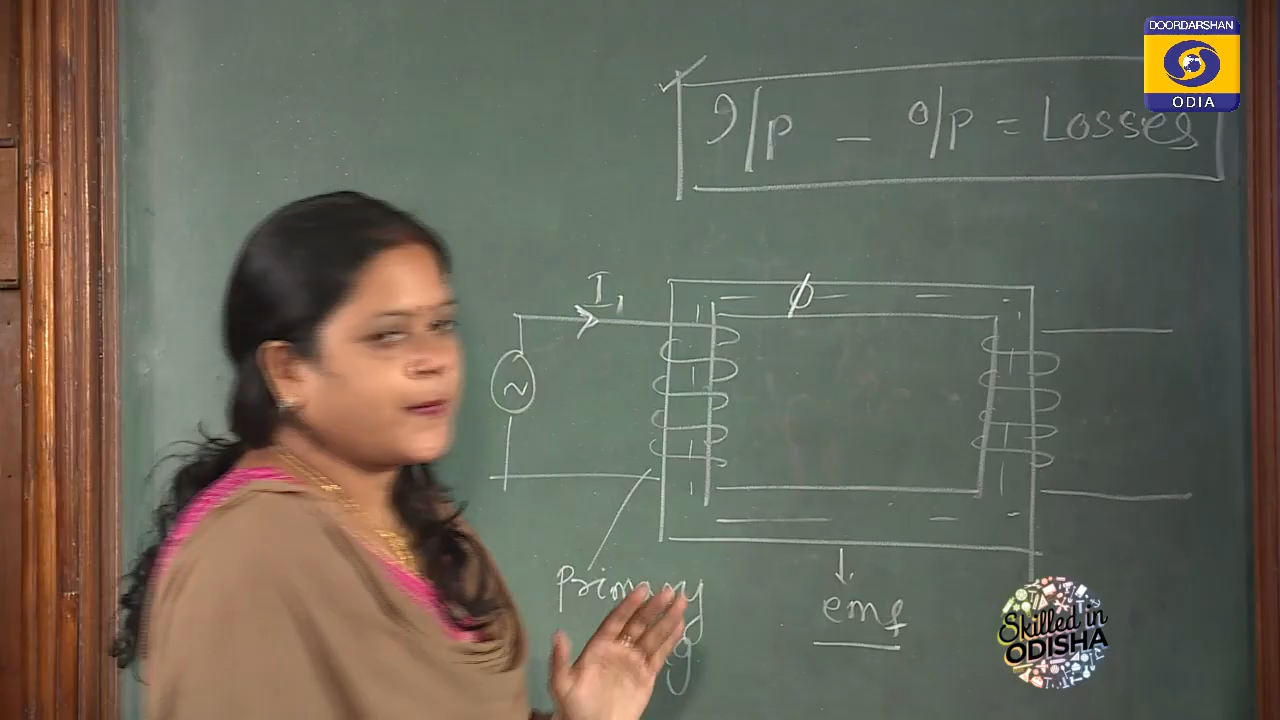 DOORDARSHAN
ODIA
I/p - o/p = Losses
I1
ϕ
~
Primary
emf
Skilled in
ODISHA